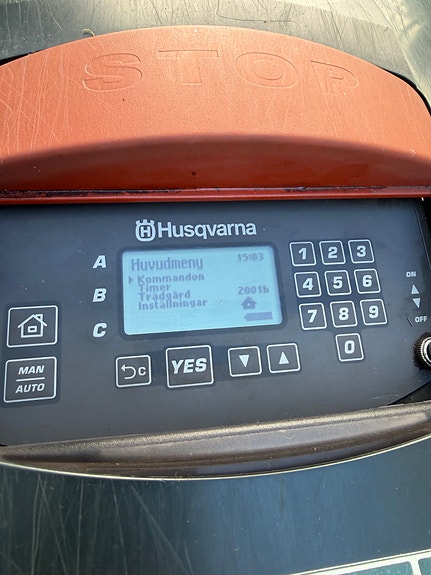 STOP
Husqvarna
A
B
C
Huvudmeny 15:03
Kommandon
Timer
Trädgård 2001h
Inställningar
1 2 3
4 5 6
7 8 9
0
ON
OFF
MAN
AUTO
C
YES